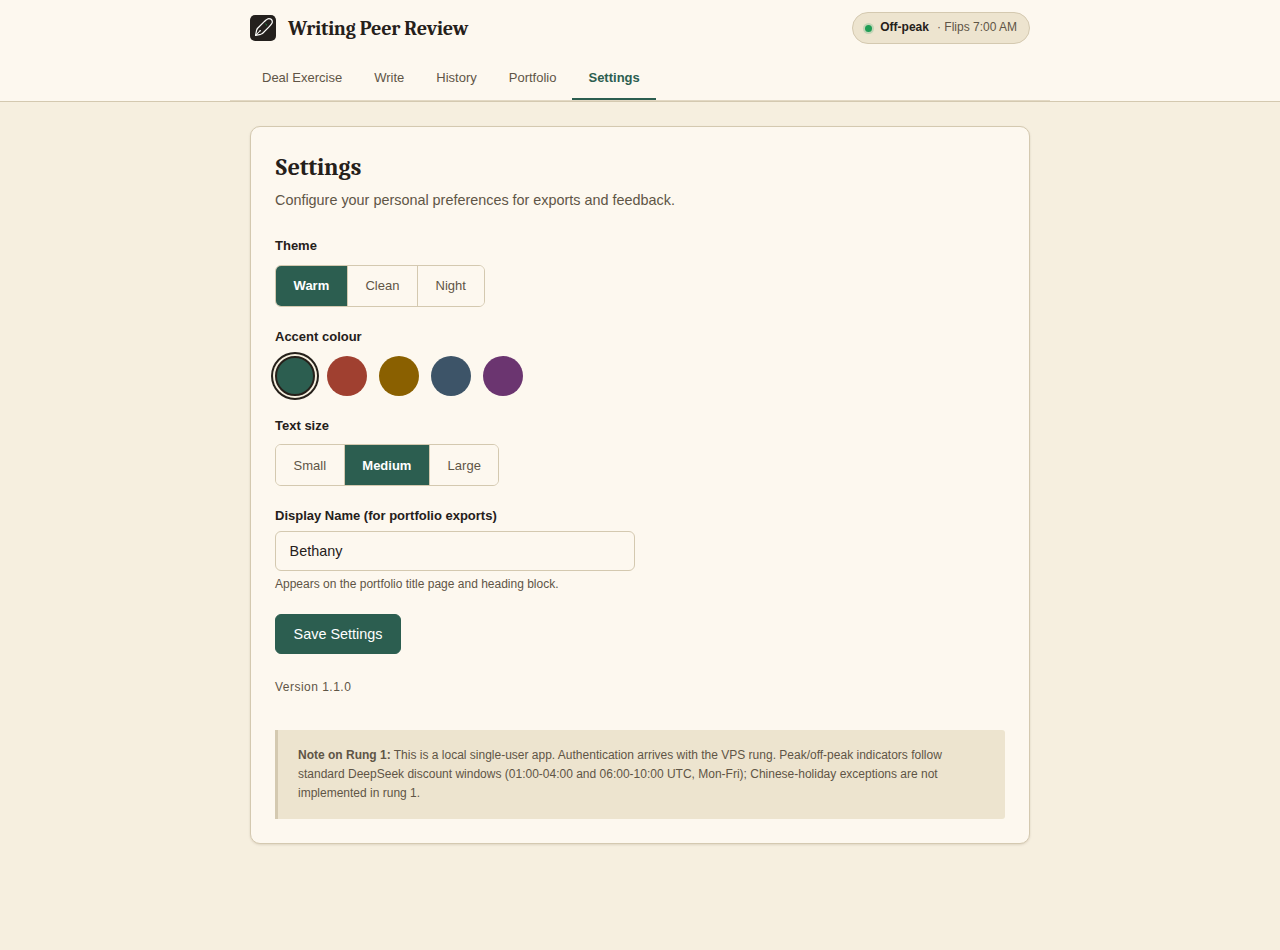 Writing Peer Review
Off-peak · Flips 7:00 AM
Deal Exercise Write History Portfolio Settings
Settings
Configure your personal preferences for exports and feedback.
Theme
Warm Clean Night
Accent colour
Text size
Small Medium Large
Display Name (for portfolio exports)
Bethany
Appears on the portfolio title page and heading block.
Save Settings
Version 1.1.0
Note on Rung 1: This is a local single-user app. Authentication arrives with the VPS rung. Peak/off-peak indicators follow
standard DeepSeek discount windows (01:00-04:00 and 06:00-10:00 UTC, Mon-Fri); Chinese-holiday exceptions are not
implemented in rung 1.